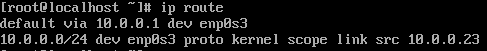 [root@localhost ~]# ip route
default via 10.0.0.1 dev enp0s3
10.0.0.0/24 dev enp0s3 proto kernel scope link src 10.0.0.23